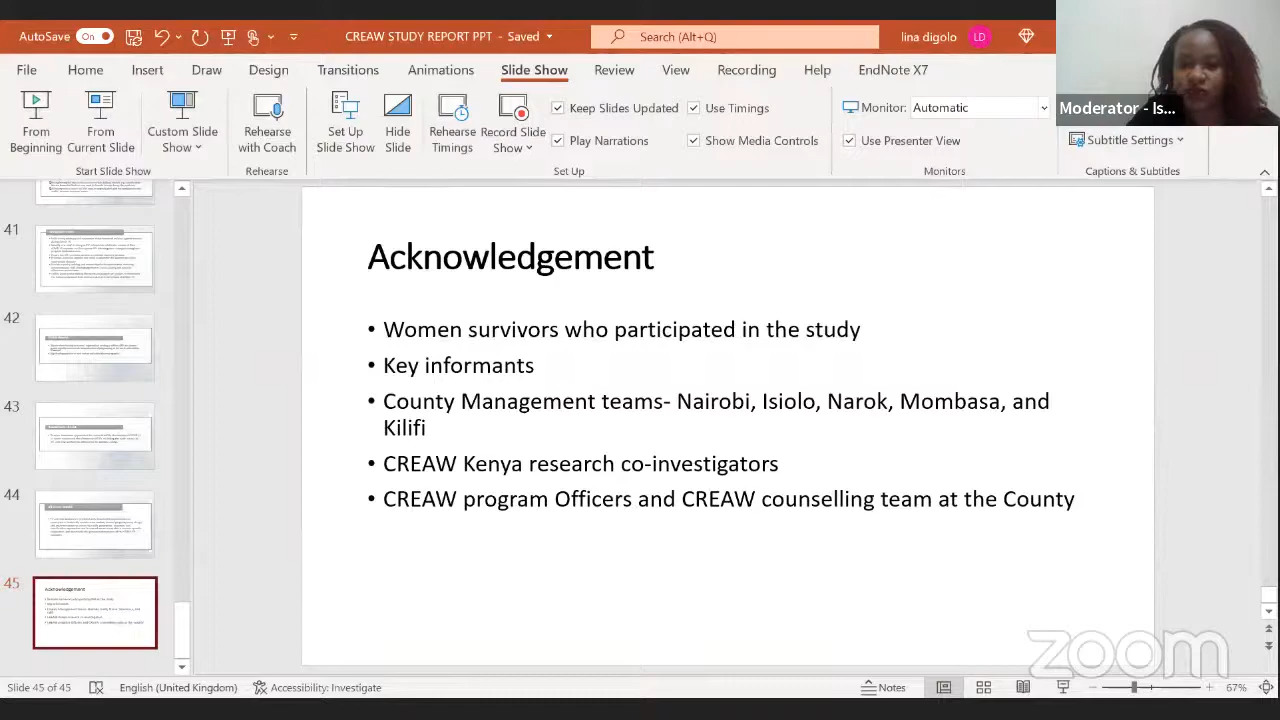 AutoSave On
CREAW STUDY REPORT PPT - Saved
Search (Alt+Q)
lina digolo LD
File Home Insert Draw Design Transitions Animations Slide Show Review View Recording Help EndNote X7
Moderator - Is...
From Beginning
From Current Slide
Custom Slide Show
Rehearse with Coach
Set Up Slide Show
Hide Slide
Rehearse Timings
Record Slide Show
Keep Slides Updated
Play Narrations
Use Timings
Show Media Controls
Monitor: Automatic
Use Presenter View
Subtitle Settings
Start Slide Show Rehearse Set Up Monitors Captions & Subtitles
41
42
43
44
45
Acknowledgement
• Women survivors who participated in the study
• Key informants
• County Management teams- Nairobi, Isiolo, Narok, Mombasa, and
Kilifi
• CREAW Kenya research co-investigators
• CREAW program Officers and CREAW counselling team at the County
zoom
Slide 45 of 45 English (United Kingdom) Accessibility: Investigate Notes 67%